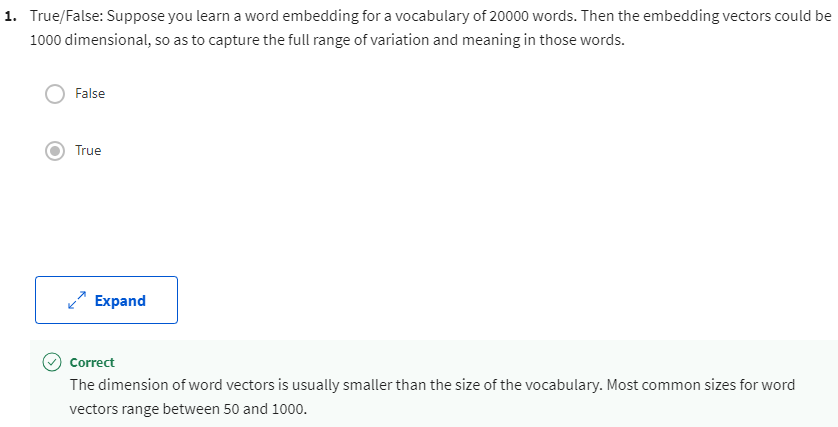 1. True/False: Suppose you learn a word embedding for a vocabulary of 20000 words. Then the embedding vectors could be
1000 dimensional, so as to capture the full range of variation and meaning in those words.
False
True
Expand
Correct
The dimension of word vectors is usually smaller than the size of the vocabulary. Most common sizes for word
vectors range between 50 and 1000.